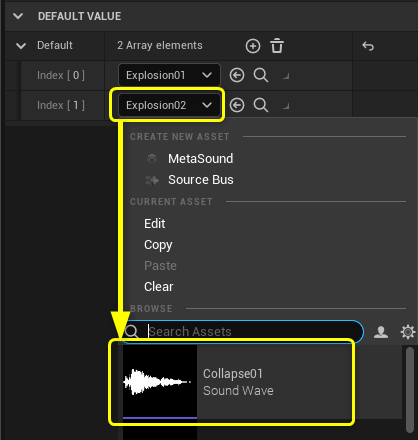 DEFAULT VALUE
Default 2 Array elements
Index [ 0 ] Explosion01
Index [ 1 ] Explosion02
CREATE NEW ASSET
MetaSound
Source Bus
CURRENT ASSET
Edit
Copy
Paste
Clear
BROWSE
Search Assets
Collapse01
Sound Wave